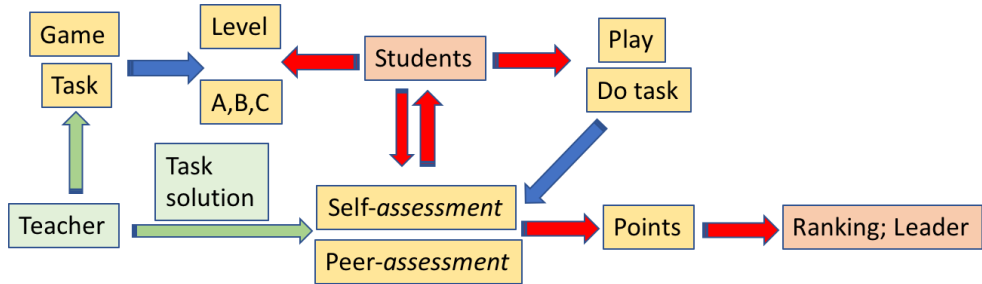 Game
Task
Level
A,B,C
Students
Play
Do task
Teacher
Task
solution
Self-assessment
Peer-assessment
Points
Ranking; Leader